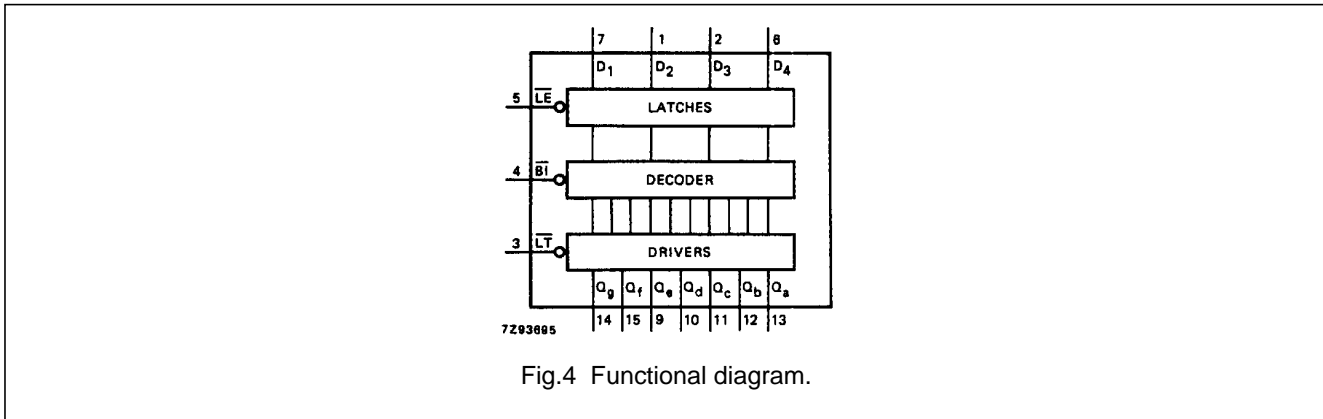 7 1 2 6
D1 D2 D3 D4
5 LE LATCHES
4 BI DECODER
3 LT DRIVERS
Qg Qf Qe Qd Qc Qb Qa
14 15 9 10 11 12 13
7Z93695
Fig.4 Functional diagram.